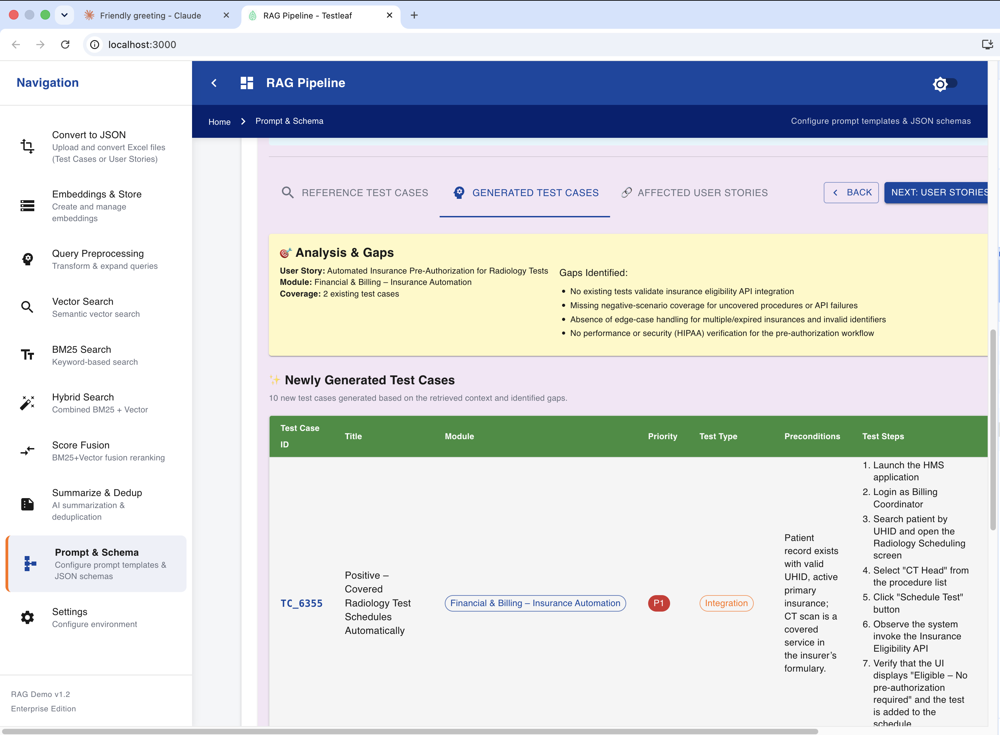 Friendly greeting - Claude
RAG Pipeline - Testleaf
localhost:3000
Navigation
Convert to JSON
Upload and convert Excel files
(Test Cases or User Stories)
Embeddings & Store
Create and manage
embeddings
Query Preprocessing
Transform & expand queries
Vector Search
Semantic vector search
BM25 Search
Keyword-based search
Hybrid Search
Combined BM25 + Vector
Score Fusion
BM25+Vector fusion reranking
Summarize & Dedup
AI summarization &
deduplication
Prompt & Schema
Configure prompt templates &
JSON schemas
Settings
Configure environment
RAG Demo v1.2
Enterprise Edition
RAG Pipeline
Home
Prompt & Schema
Configure prompt templates & JSON schemas
REFERENCE TEST CASES
GENERATED TEST CASES
AFFECTED USER STORIES
BACK
NEXT: USER STORIES
🎯 Analysis & Gaps
User Story: Automated Insurance Pre-Authorization for Radiology Tests
Module: Financial & Billing – Insurance Automation
Coverage: 2 existing test cases
Gaps Identified:
• No existing tests validate insurance eligibility API integration
• Missing negative-scenario coverage for uncovered procedures or API failures
• Absence of edge-case handling for multiple/expired insurances and invalid identifiers
• No performance or security (HIPAA) verification for the pre-authorization workflow
✨ Newly Generated Test Cases
10 new test cases generated based on the retrieved context and identified gaps.
Test Case
ID
Title
Module
Priority
Test Type
Preconditions
Test Steps
TC_6355
Positive –
Covered
Radiology Test
Schedules
Automatically
Financial & Billing – Insurance Automation
P1
Integration
Patient
record exists
with valid
UHID, active
primary
insurance;
CT scan is a
covered
service in
the insurer’s
formulary.
1. Launch the HMS
application
2. Login as Billing
Coordinator
3. Search patient by
UHID and open the
Radiology Scheduling
screen
4. Select "CT Head" from
the procedure list
5. Click "Schedule Test"
button
6. Observe the system
invoke the Insurance
Eligibility API
7. Verify that the UI
displays "Eligible – No
pre-authorization
required" and the test
is added to the
schedule